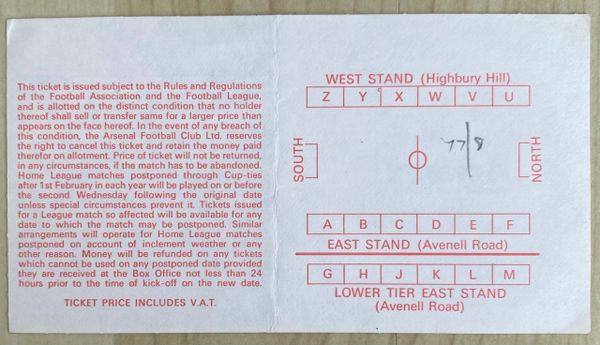 This ticket is issued subject to the Rules and Regulations
of the Football Association and the Football League,
and is allotted on the distinct condition that no holder
thereof shall sell or transfer same for a larger price than
appears on the face hereof. In the event of any breach of
this condition, the Arsenal Football Club Ltd. reserves
the right to cancel this ticket and retain the money paid
therefor on allotment. Price of ticket will not be returned,
in any circumstances, if the match has to be abandoned.
Home League matches postponed through Cup-ties
after 1st February in each year will be played on or before
the second Wednesday following the original date
unless special circumstances prevent it. Tickets issued
for a League match so affected will be available for any
date to which the match may be postponed. Similar
arrangements will operate for Home League matches
postponed on account of inclement weather or any
other reason. Money will be refunded on any tickets
which cannot be used on any postponed date provided
they are received at the Box Office not less than 24
hours prior to the time of kick-off on the new date.
TICKET PRICE INCLUDES V.A.T.
WEST STAND (Highbury Hill)
Z Y X W V U
SOUTH
77/8
NORTH
A B C D E F
EAST STAND (Avenell Road)
G H J K L M
LOWER TIER EAST STAND
(Avenell Road)